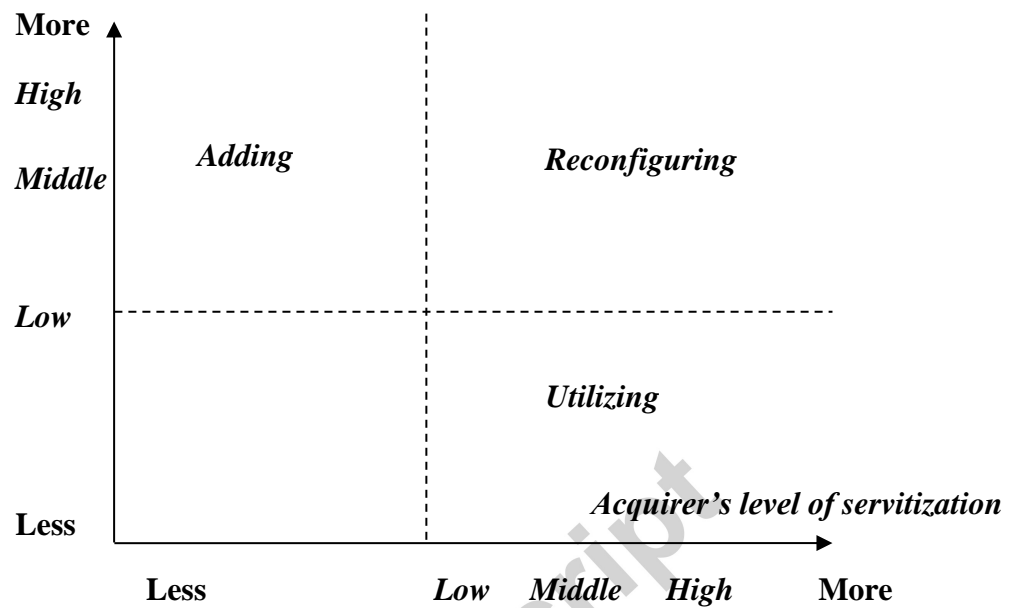 More
High
Adding
Reconfiguring
Middle
Low
Utilizing
Acquirer’s level of servitization
Less
Less Low Middle High More